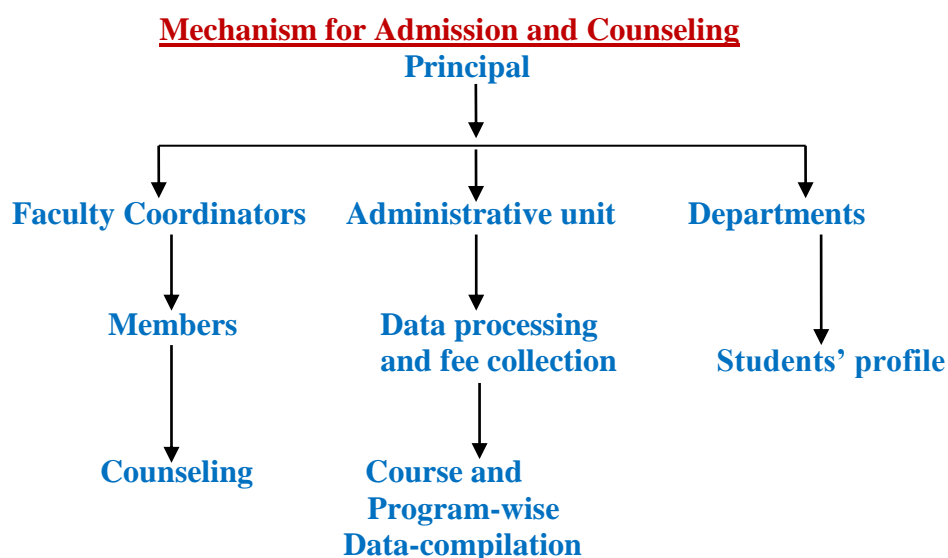 Mechanism for Admission and Counseling
Principal
Faculty Coordinators
Administrative unit
Departments
Members
Data processing
and fee collection
Students’ profile
Counseling
Course and
Program-wise
Data-compilation